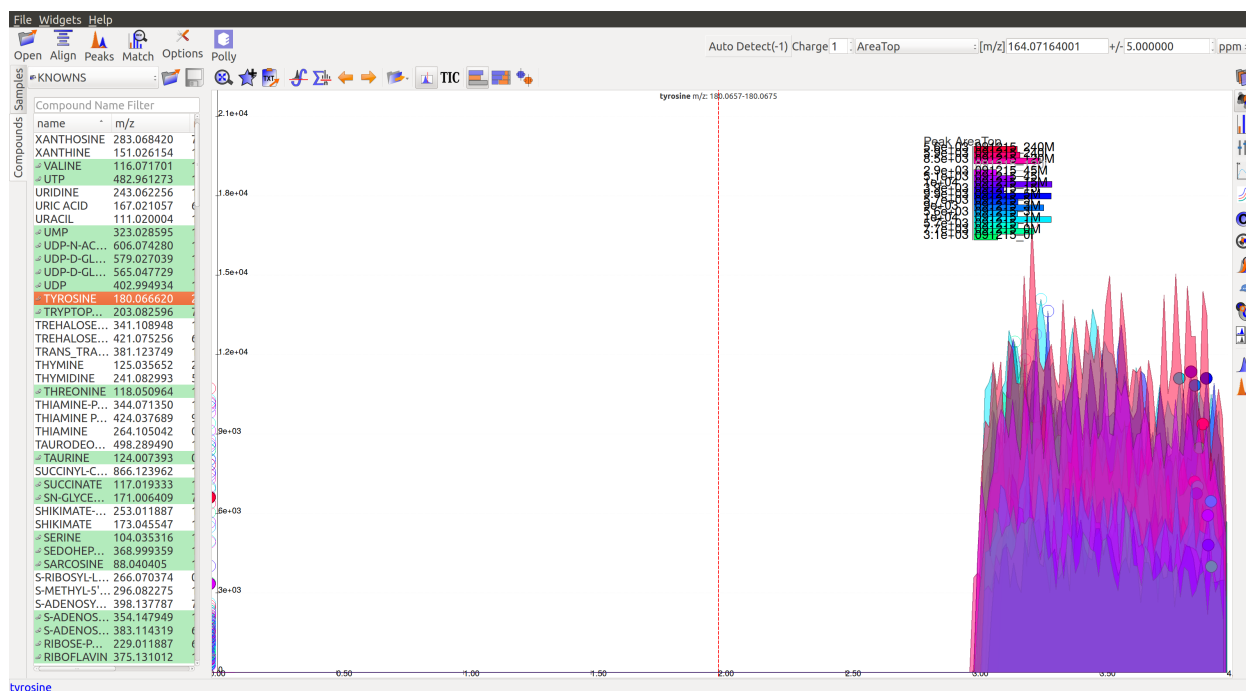 File Widgets Help
Open Align Peaks Match Options Polly
Auto Detect(-1) Charge 1 AreaTop [m/z] 164.07164001 +/- 5.000000 ppm
Samples
Compounds
KNOWNS
TXT
TIC
Compound Name Filter
name m/z
XANTHOSINE 283.068420
XANTHINE 151.026154
VALINE 116.071701
UTP 482.961273
URIDINE 243.062256
URIC ACID 167.021057
URACIL 111.020004
UMP 323.028595
UDP-N-AC... 606.074280
UDP-D-GL... 579.027039
UDP-D-GL... 565.047729
UDP 402.994934
TYROSINE 180.066620
TRYPTOP... 203.082596
TREHALOSE... 341.108948
TREHALOSE... 421.075256
TRANS_TRA... 381.123749
THYMINE 125.035652
THYMIDINE 241.082993
THREONINE 118.050964
THIAMINE-P... 344.071350
THIAMINE P... 424.037689
THIAMINE 264.105042
TAURODEO... 498.289490
TAURINE 124.007393
SUCCINYL-C... 866.123962
SUCCINATE 117.019333
SN-GLYCE... 171.006409
SHIKIMATE-... 253.011887
SHIKIMATE 173.045547
SERINE 104.035316
SEDOHEP... 368.999359
SARCOSINE 88.040405
S-RIBOSYL-L... 266.070374
S-METHYL-5'... 296.082275
S-ADENOSY... 398.137787
S-ADENOS... 354.147949
S-ADENOS... 383.114319
RIBOSE-P... 229.011887
RIBOFLAVIN 375.131012
tyrosine m/z: 180.0657-180.0675
2.1e+04
1.8e+04
1.5e+04
1.2e+04
9e+03
6e+03
3e+03
0
Peak AreaTop
8.5e+03
3.1e+03 091215_0I
0.50 1.00 1.50 2.00 2.50 3.00 3.50 4
tyrosine